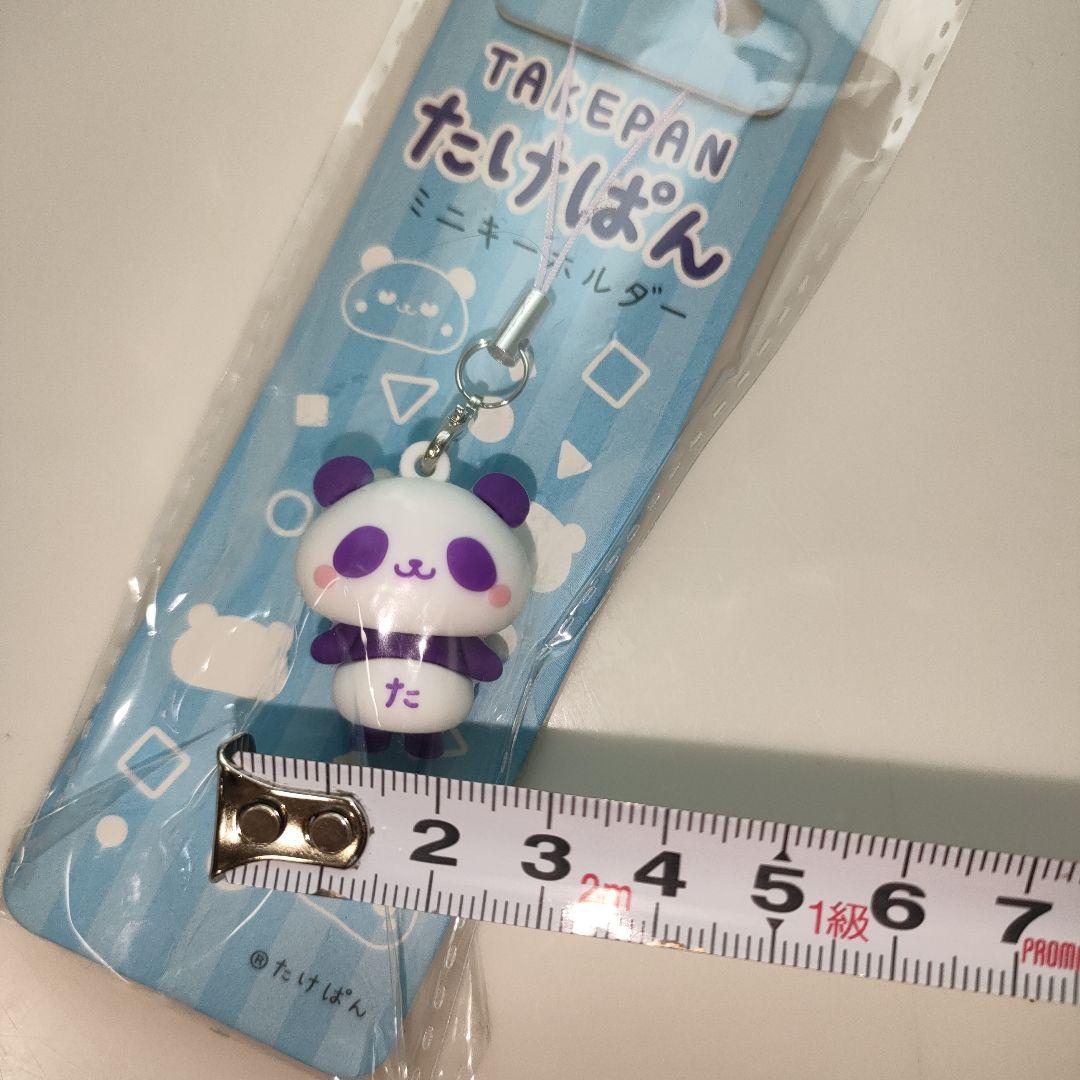 TAKEPAN
たけぱん
ミニキーホルダー
た
2 3 4 5 6 7
2m 1級 PROM
®たけぱん